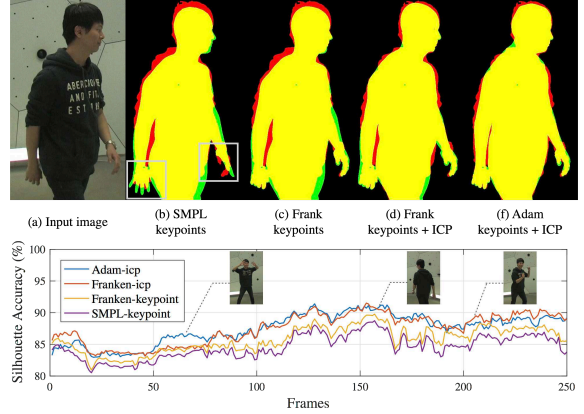 ABERCROMBIE
AND FIT
EST
(a) Input image
(b) SMPL
keypoints
(c) Frank
keypoints
(d) Frank
keypoints + ICP
(f) Adam
keypoints + ICP
Silhouette Accuracy (%)
100
95
90
85
80
Adam-icp
Franken-icp
Franken-keypoint
SMPL-keypoint
0
50
100
150
200
250
Frames